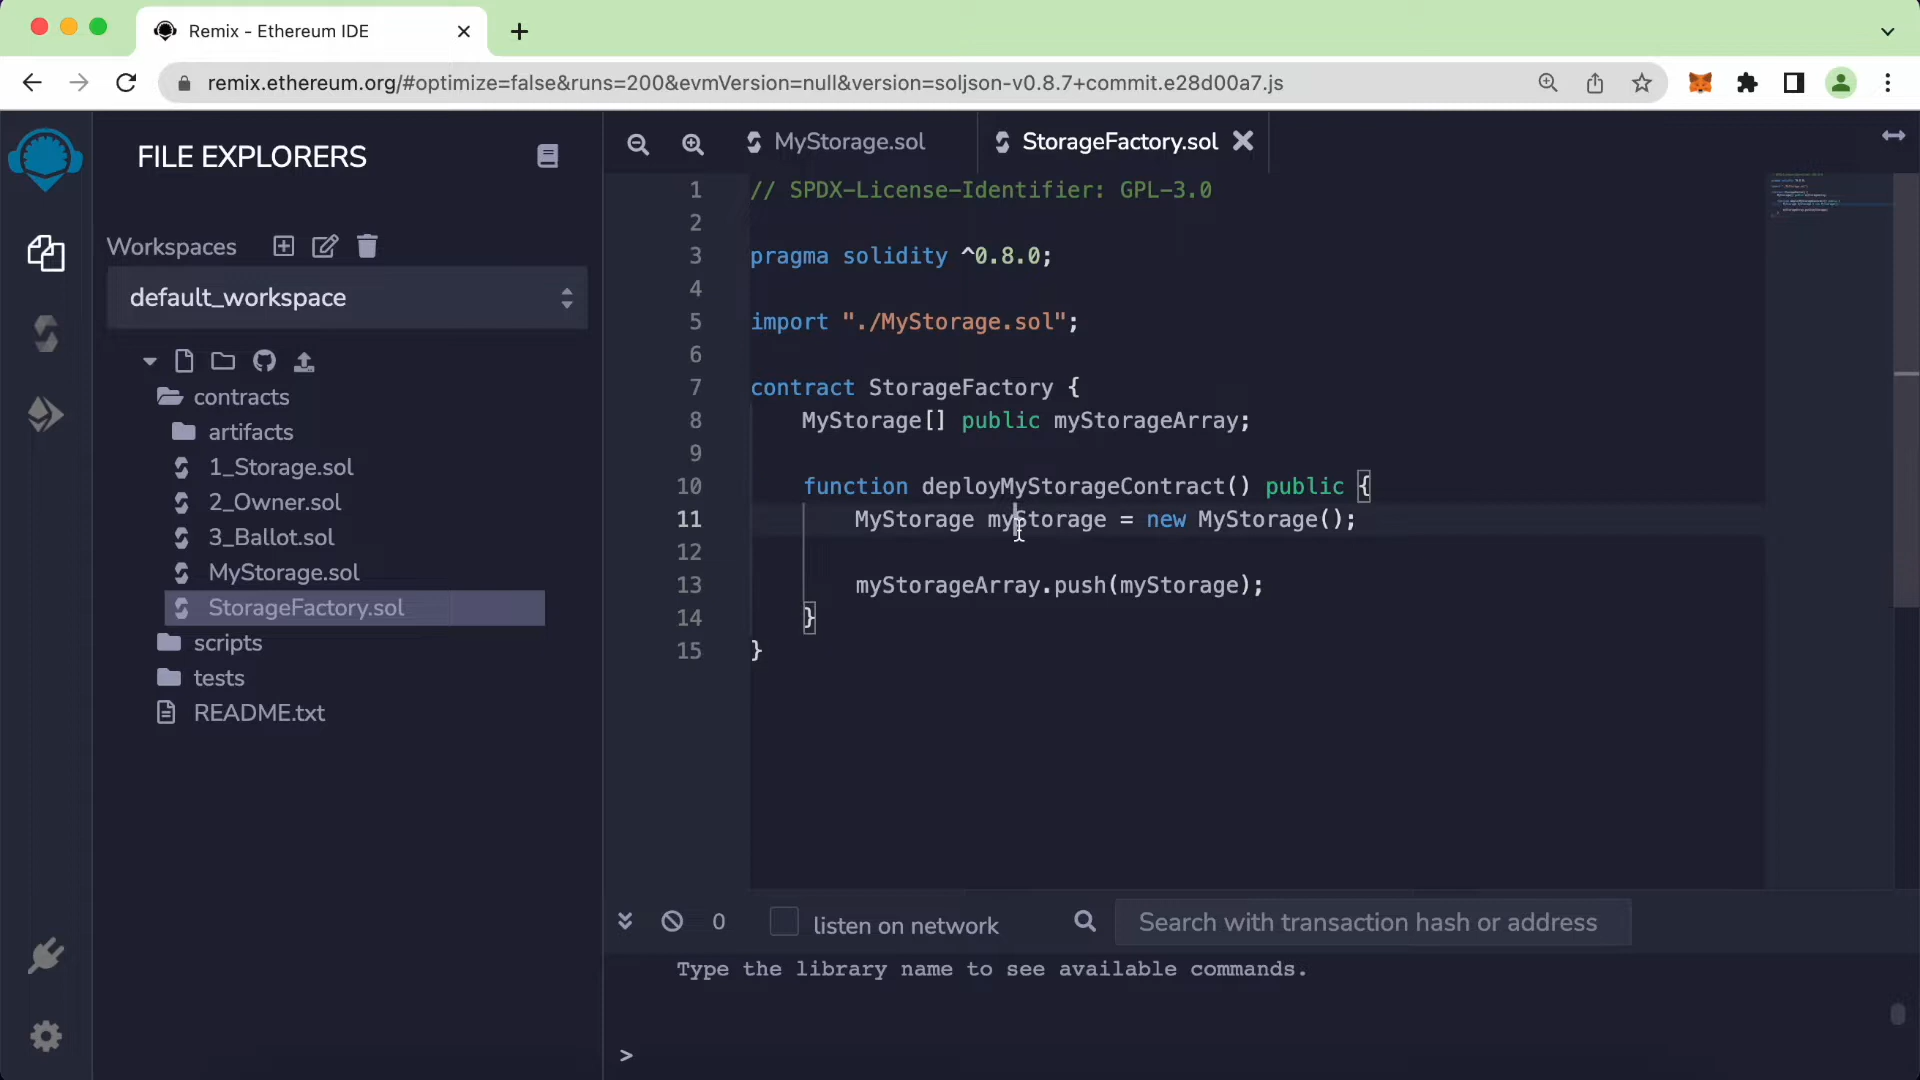 Remix - Ethereum IDE
remix.ethereum.org/#optimize=false&runs=200&evmVersion=null&version=soljson-v0.8.7+commit.e28d00a7.js
FILE EXPLORERS
Workspaces
default_workspace
contracts
artifacts
1_Storage.sol
2_Owner.sol
3_Ballot.sol
MyStorage.sol
StorageFactory.sol
scripts
tests
README.txt
MyStorage.sol
StorageFactory.sol
1 // SPDX-License-Identifier: GPL-3.0
2
3 pragma solidity ^0.8.0;
4
5 import "./MyStorage.sol";
6
7 contract StorageFactory {
8 MyStorage[] public myStorageArray;
9
10 function deployMyStorageContract() public {
11 MyStorage myStorage = new MyStorage();
12
13 myStorageArray.push(myStorage);
14 }
15 }
0 listen on network Search with transaction hash or address
Type the library name to see available commands.
>